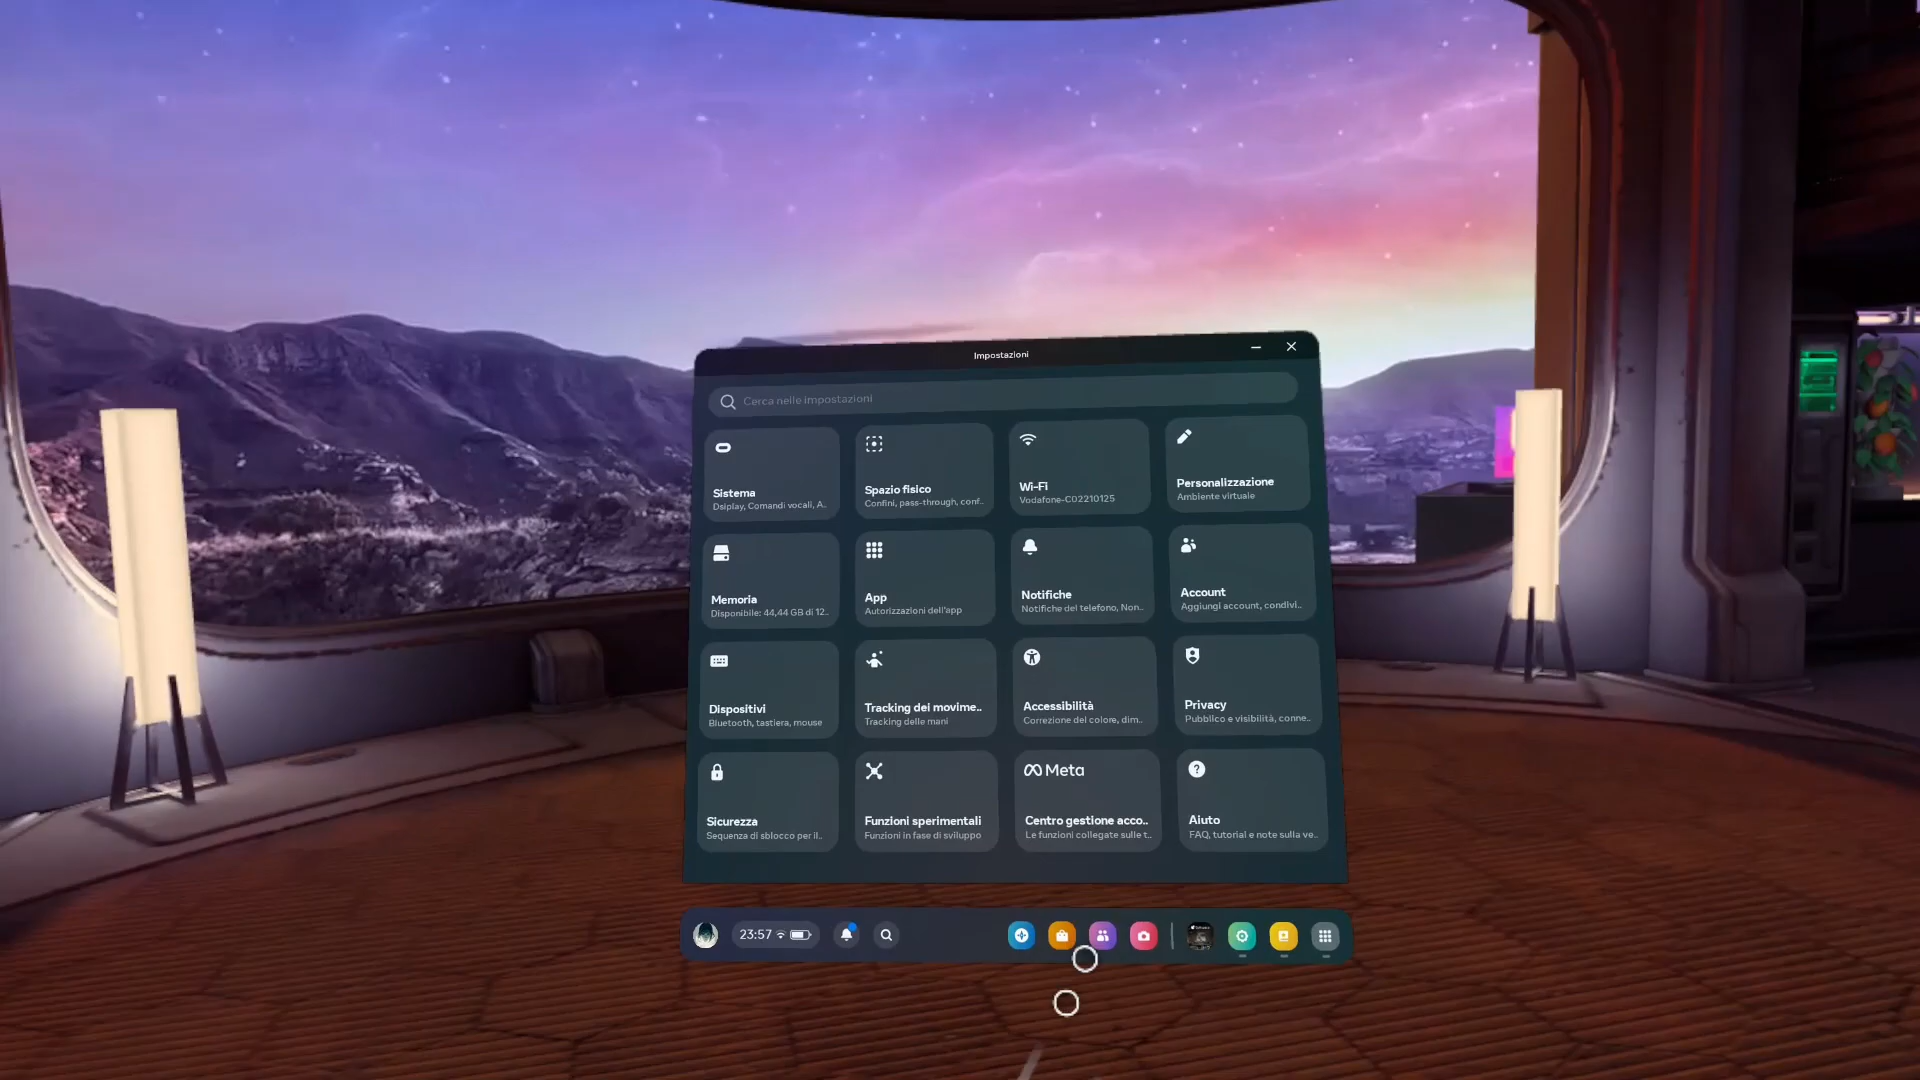 Impostazioni
Cerca nelle impostazioni
Sistema
Dsiplay, Comandi vocali, A..
Spazio fisico
Confini, pass-through, conf..
Wi-Fi
Vodafone-C02210125
Personalizzazione
Ambiente virtuale
Memoria
Disponibile: 44,44 GB di 12..
App
Autorizzazioni dell'app
Notifiche
Notifiche del telefono, Non..
Account
Aggiungi account, condivi..
Dispositivi
Bluetooth, tastiera, mouse
Tracking dei movime..
Tracking delle mani
Accessibilità
Correzione del colore, dim..
Privacy
Pubblico e visibilità, conne..
Sicurezza
Sequenza di sblocco per il..
Funzioni sperimentali
Funzioni in fase di sviluppo
Meta
Centro gestione acco..
Le funzioni collegate sulle t..
Aiuto
FAQ, tutorial e note sulla ve..
23:57